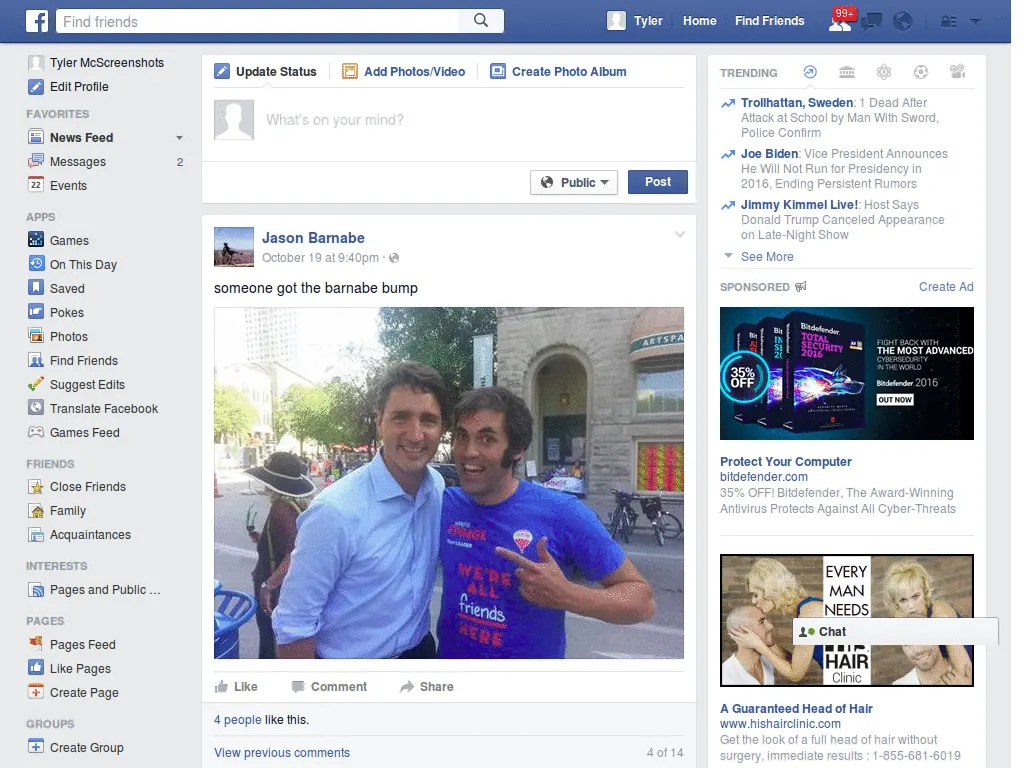 f
Find friends
Tyler
Home
Find Friends
99+
Tyler McScreenshots
Edit Profile
FAVORITES
News Feed
Messages
2
22
Events
APPS
Games
On This Day
Saved
Pokes
Photos
Find Friends
Suggest Edits
Translate Facebook
Games Feed
FRIENDS
Close Friends
Family
Acquaintances
INTERESTS
Pages and Public ...
PAGES
Pages Feed
Like Pages
Create Page
GROUPS
Create Group
Update Status
Add Photos/Video
Create Photo Album
What's on your mind?
Public
Post
Jason Barnabe
October 19 at 9:40pm ·
someone got the barnabe bump
ARTSPA
FRINGE
WE'RE
ALL
friends
HERE
Like
Comment
Share
4 people like this.
View previous comments
4 of 14
TRENDING
Trollhattan, Sweden: 1 Dead After
Attack at School by Man With Sword,
Police Confirm
Joe Biden: Vice President Announces
He Will Not Run for Presidency in
2016, Ending Persistent Rumors
Jimmy Kimmel Live!: Host Says
Donald Trump Canceled Appearance
on Late-Night Show
See More
SPONSORED
Create Ad
Bitdefender
TOTAL
SECURITY
2016
35%
OFF
FIGHT BACK WITH
THE MOST ADVANCED
CYBERSECURITY
IN THE WORLD
Bitdefender 2016
OUT NOW
Protect Your Computer
bitdefender.com
35% OFF! Bitdefender, The Award-Winning
Antivirus Protects Against All Cyber-Threats
EVERY
MAN
NEEDS
HAIR
Clinic
Chat
A Guaranteed Head of Hair
www.hishairclinic.com
Get the look of a full head of hair without
surgery, immediate results : 1-855-681-6019